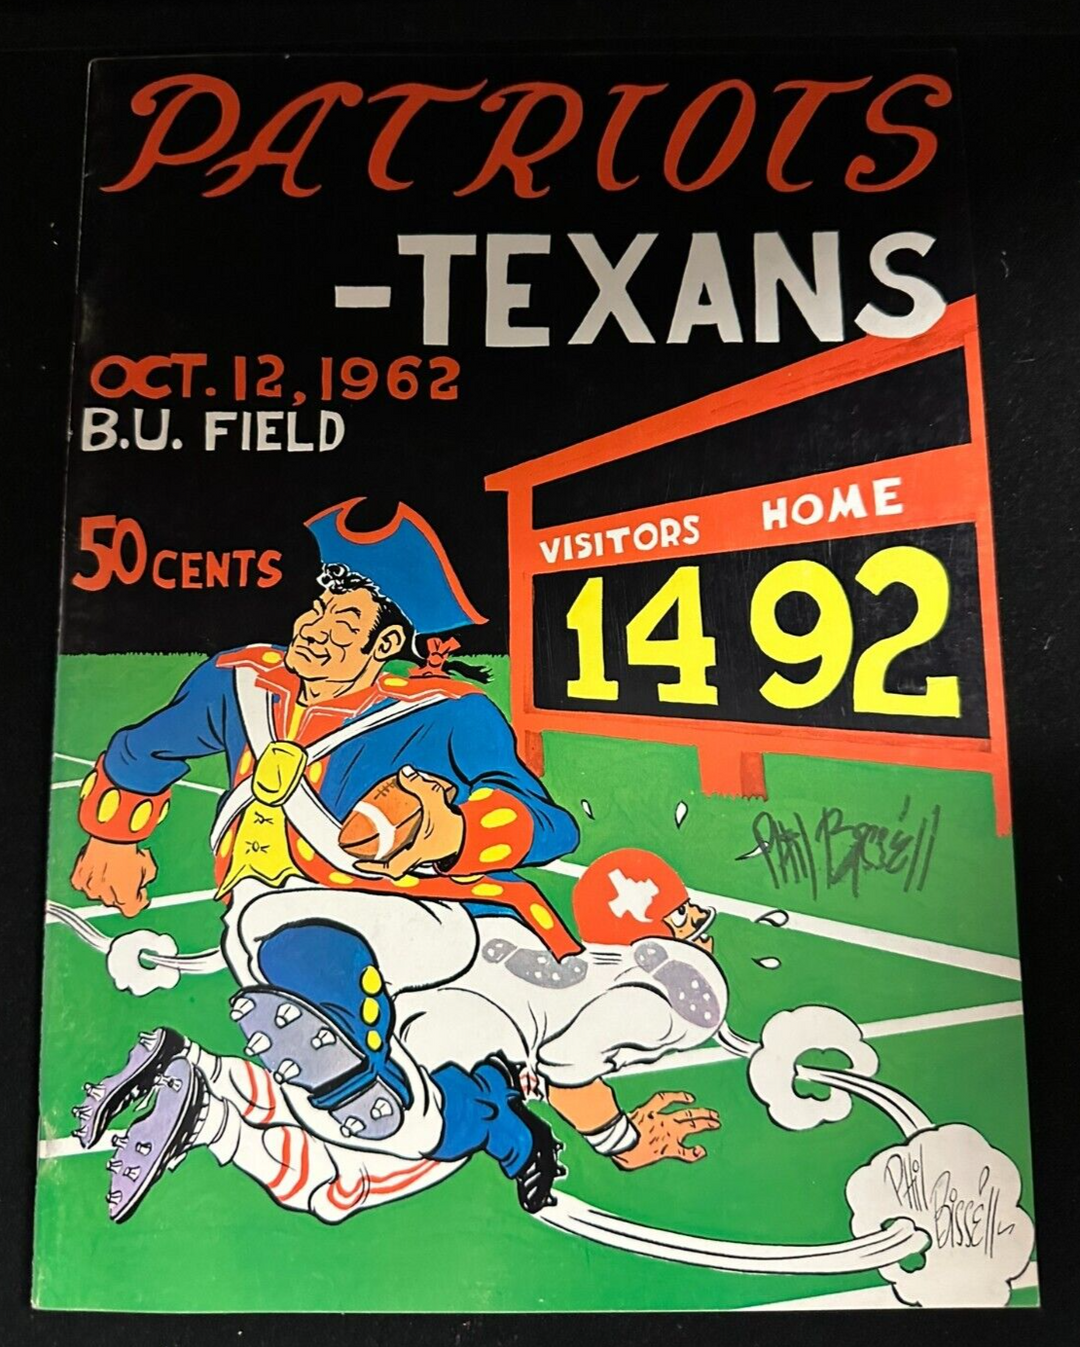 PATRIOTS
-TEXANS
OCT. 12, 1962
B.U. FIELD
50 CENTS
VISITORS HOME
14 92
Phil Bissell
Phil Bissell